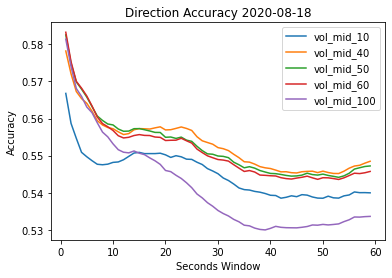 Direction Accuracy 2020-08-18
vol_mid_10
vol_mid_40
vol_mid_50
vol_mid_60
vol_mid_100
Accuracy
0.58
0.57
0.56
0.55
0.54
0.53
0 10 20 30 40 50 60
Seconds Window